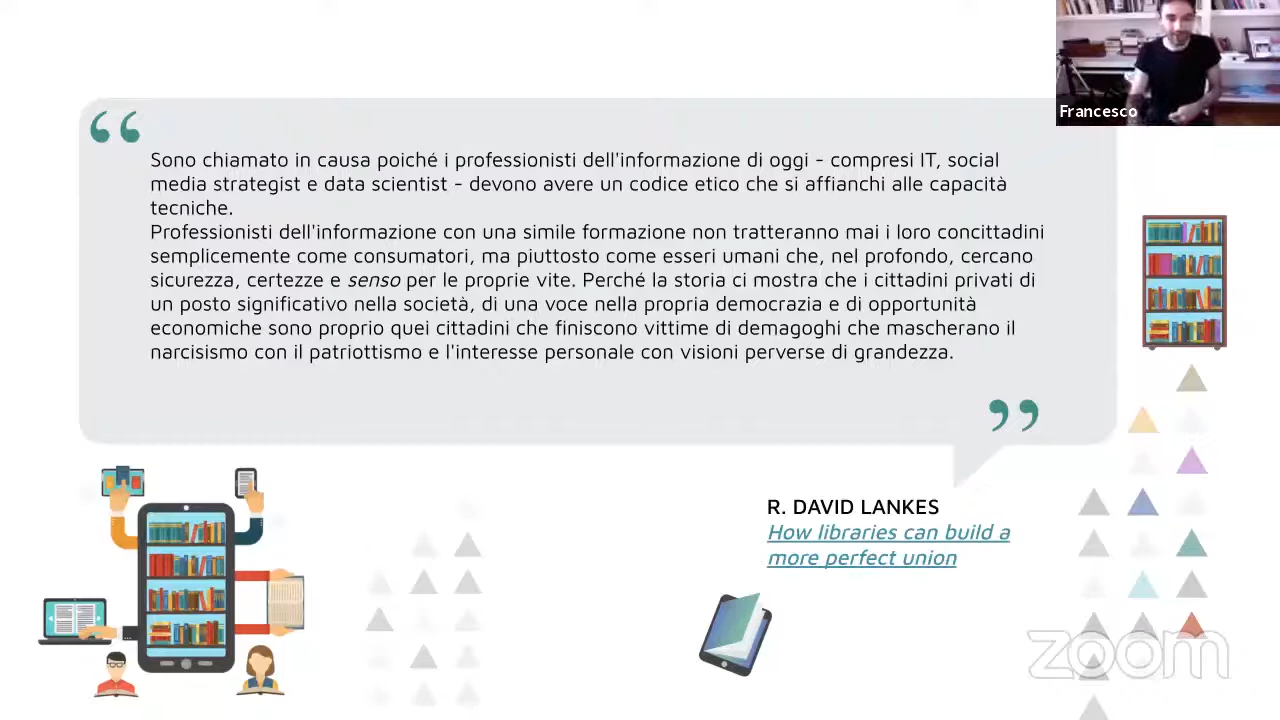 Francesco
“
Sono chiamato in causa poiché i professionisti dell'informazione di oggi - compresi IT, social
media strategist e data scientist - devono avere un codice etico che si affianchi alle capacità
tecniche.
Professionisti dell'informazione con una simile formazione non tratteranno mai i loro concittadini
semplicemente come consumatori, ma piuttosto come esseri umani che, nel profondo, cercano
sicurezza, certezze e senso per le proprie vite. Perché la storia ci mostra che i cittadini privati di
un posto significativo nella società, di una voce nella propria democrazia e di opportunità
economiche sono proprio quei cittadini che finiscono vittime di demagoghi che mascherano il
narcisismo con il patriottismo e l'interesse personale con visioni perverse di grandezza.
”
R. DAVID LANKES
How libraries can build a
more perfect union
zoom